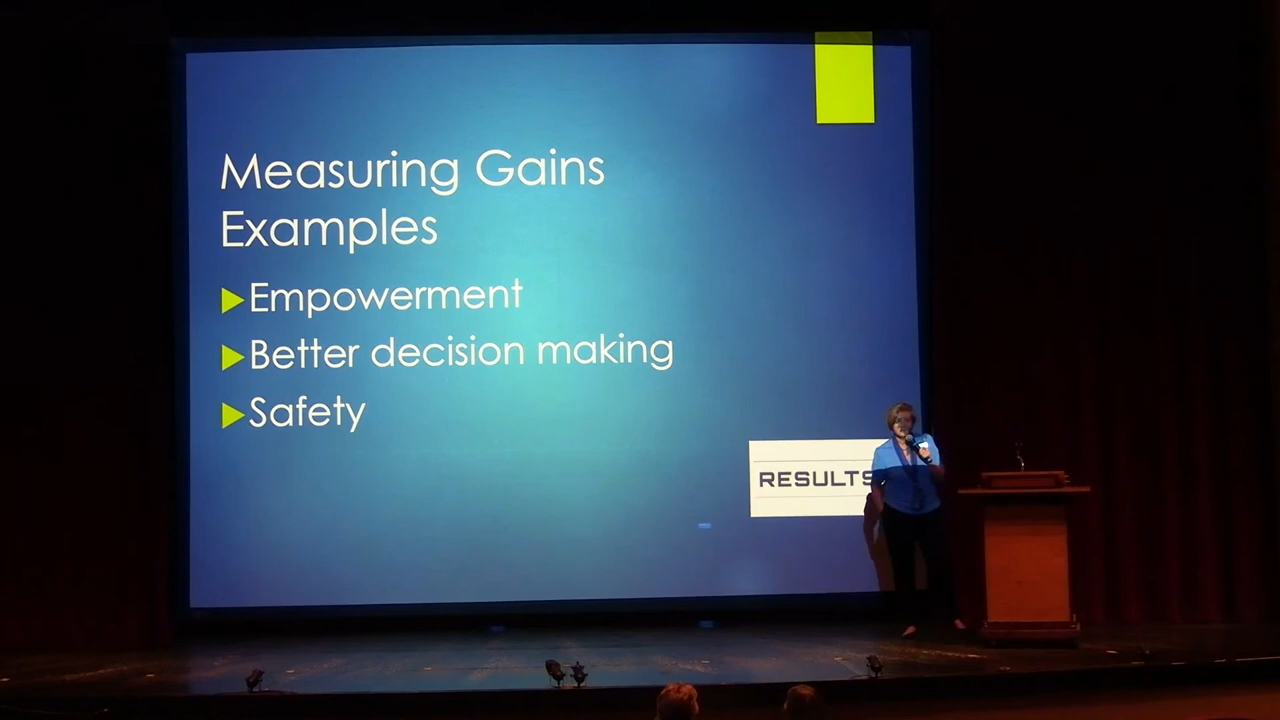 Measuring Gains
Examples
Empowerment
Better decision making
Safety
RESULTS